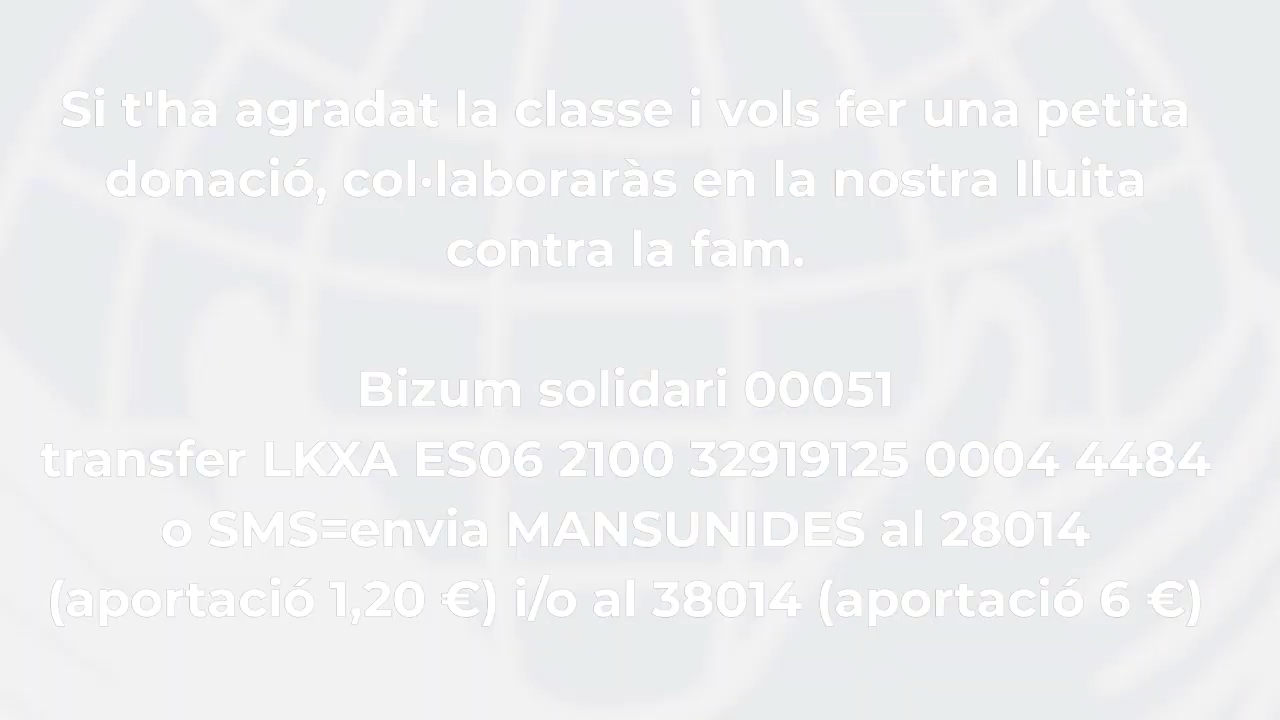 Si t'ha agradat la classe i vols fer una petita
donació, col·laboraràs en la nostra lluita
contra la fam.
Bizum solidari 00051
transfer LKXA ES06 2100 32919125 0004 4484
o SMS=envia MANSUNIDES al 28014
(aportació 1,20 €) i/o al 38014 (aportació 6 €)